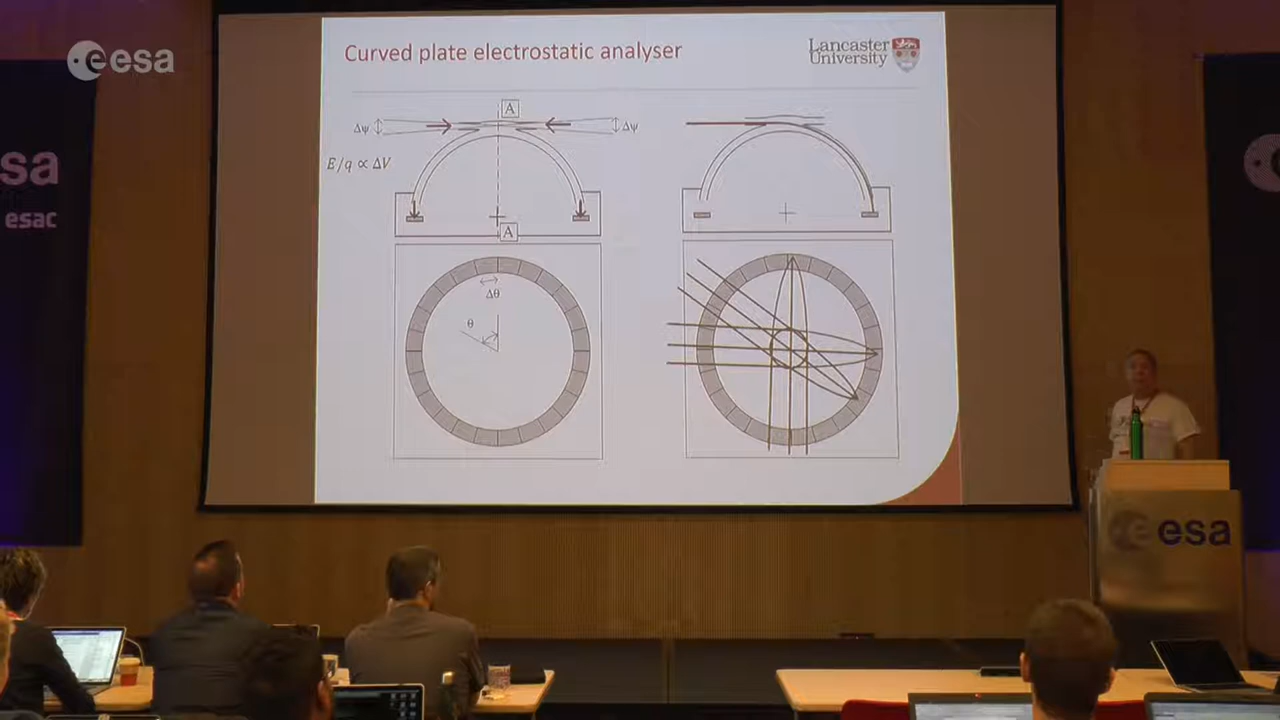 esa
Curved plate electrostatic analyser
Lancaster
University
A
Δψ
Δψ
E/q ∝ ΔV
A
Δθ
θ
esa
esac
esa